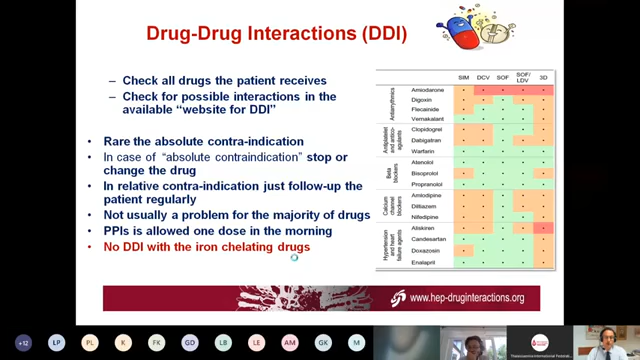 Drug-Drug Interactions (DDI)
– Check all drugs the patient receives
– Check for possible interactions in the
available "website for DDI"
• Rare the absolute contra-indication
• In case of "absolute contraindication" stop or
change the drug
• In relative contra-indication just follow-up the
patient regularly
• Not usually a problem for the majority of drugs
• PPIs is allowed one dose in the morning
• No DDI with the iron chelating drugs
SIM DCV SOF SOF/LDV 3D
Antiarrhythmics
Amiodarone
Digoxin
Flecainide
Vernakalant
Antiplatelet and anticoagulants
Clopidogrel
Dabigatran
Warfarin
Beta blockers
Atenolol
Bisoprolol
Propranolol
Calcium channel blockers
Amlodipine
Diltiazem
Nifedipine
Hypertension and heart failure agents
Aliskiren
Candesartan
Doxazosin
Enalapril
www.hep-druginteractions.org
+12 LP PL K FK GD LB LE AM GK M
Thalassaemia International Federati...